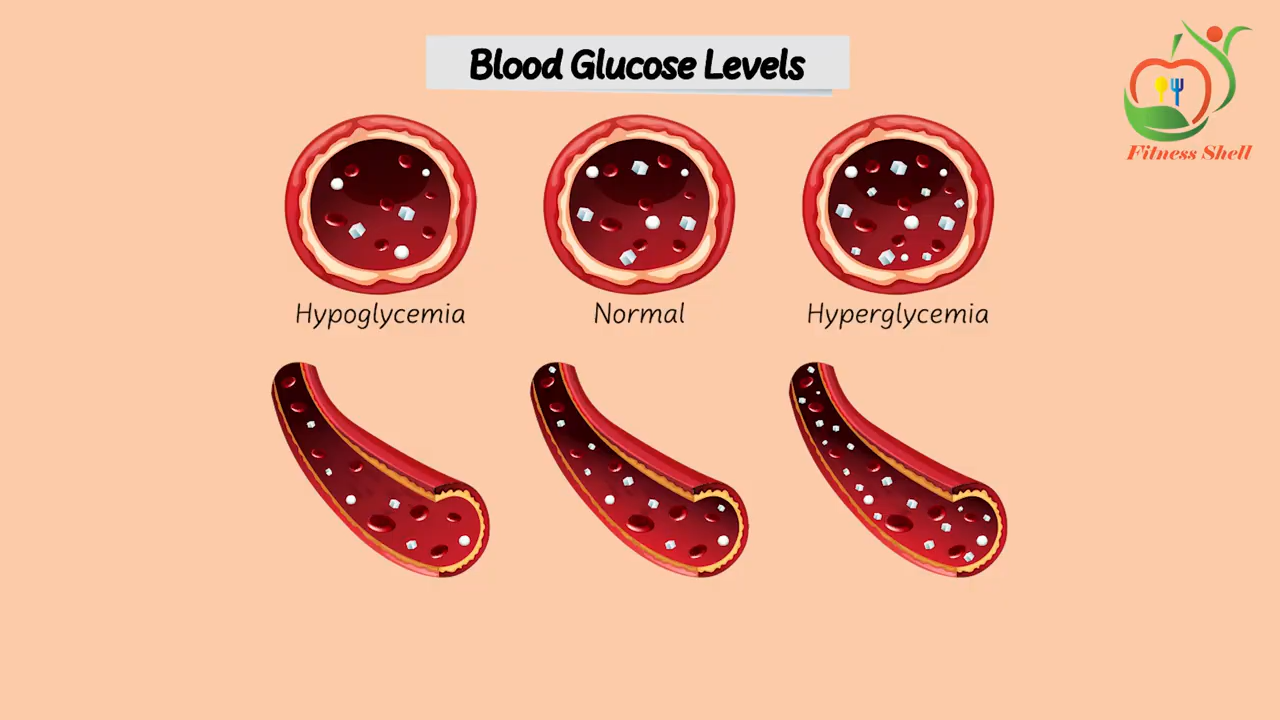 Blood Glucose Levels
Fitness Shell
Hypoglycemia
Normal
Hyperglycemia